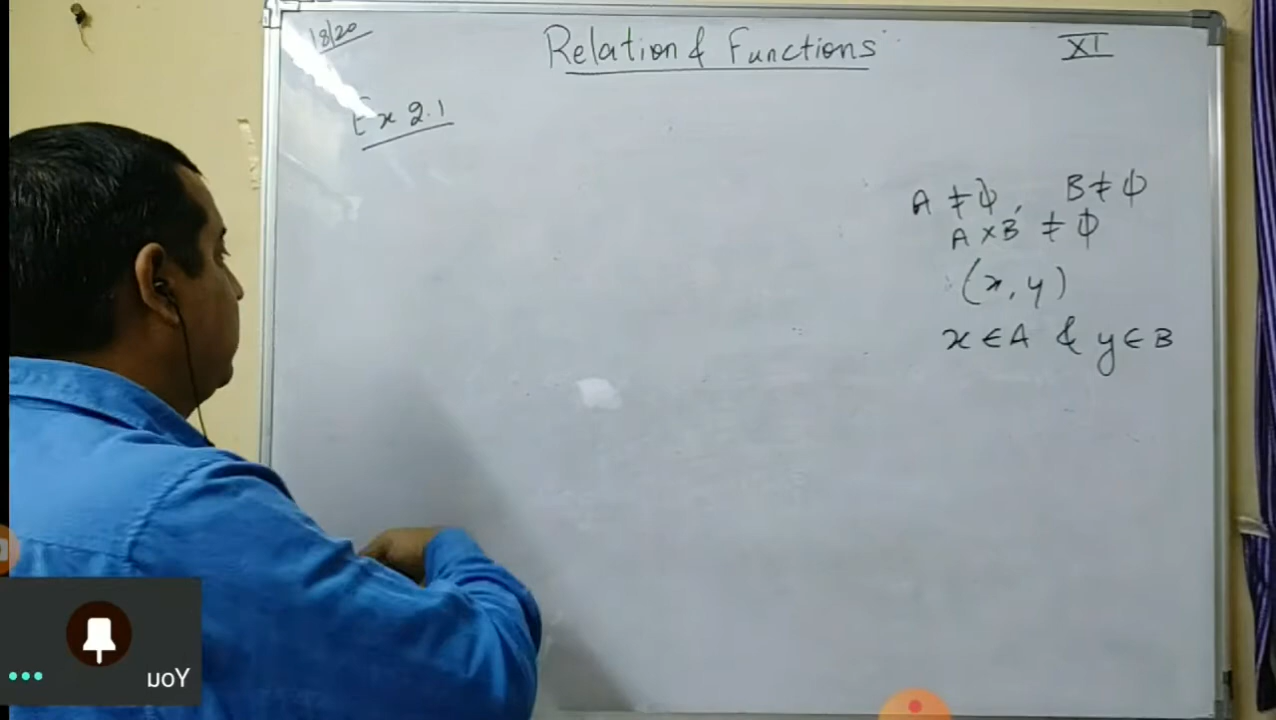 18/20
Relation & Functions
XI
Ex 2.1
A ≠ ϕ, B ≠ ϕ
A × B ≠ ϕ
(x, y)
x ∈ A & y ∈ B
You